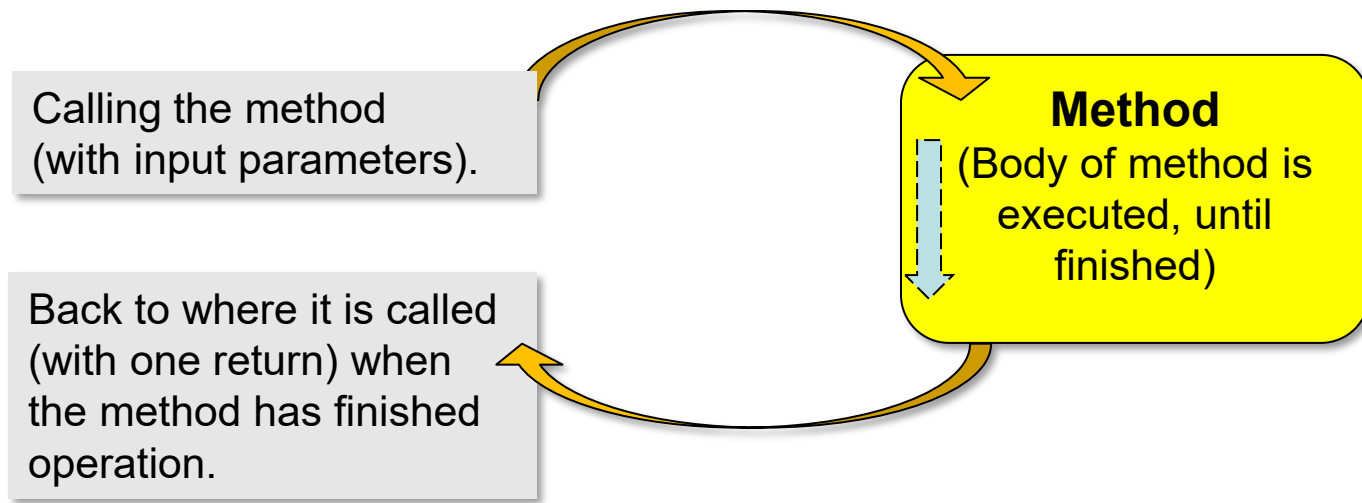 Calling the method
(with input parameters).
Method
(Body of method is
executed, until
finished)
Back to where it is called
(with one return) when
the method has finished
operation.